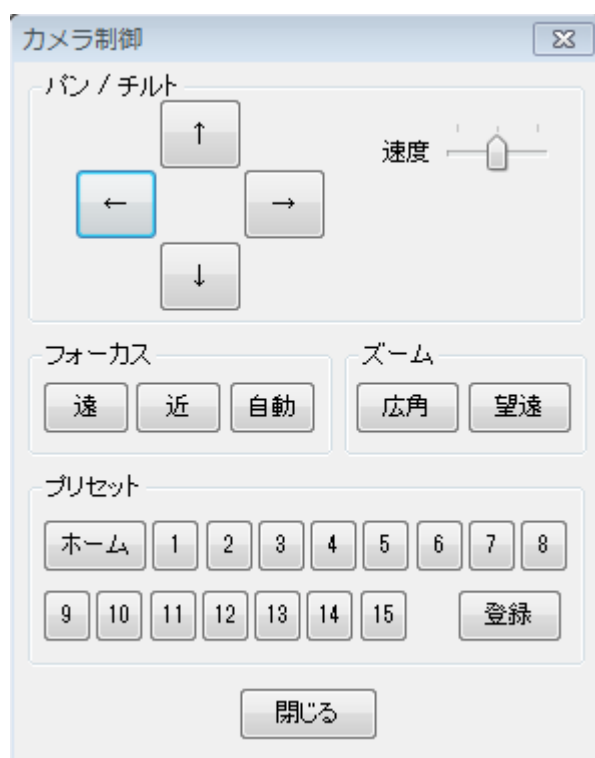 カメラ制御
パン / チルト
↑
速度
← →
↓
フォーカス ズーム
遠 近 自動 広角 望遠
プリセット
ホーム 1 2 3 4 5 6 7 8
9 10 11 12 13 14 15 登録
閉じる